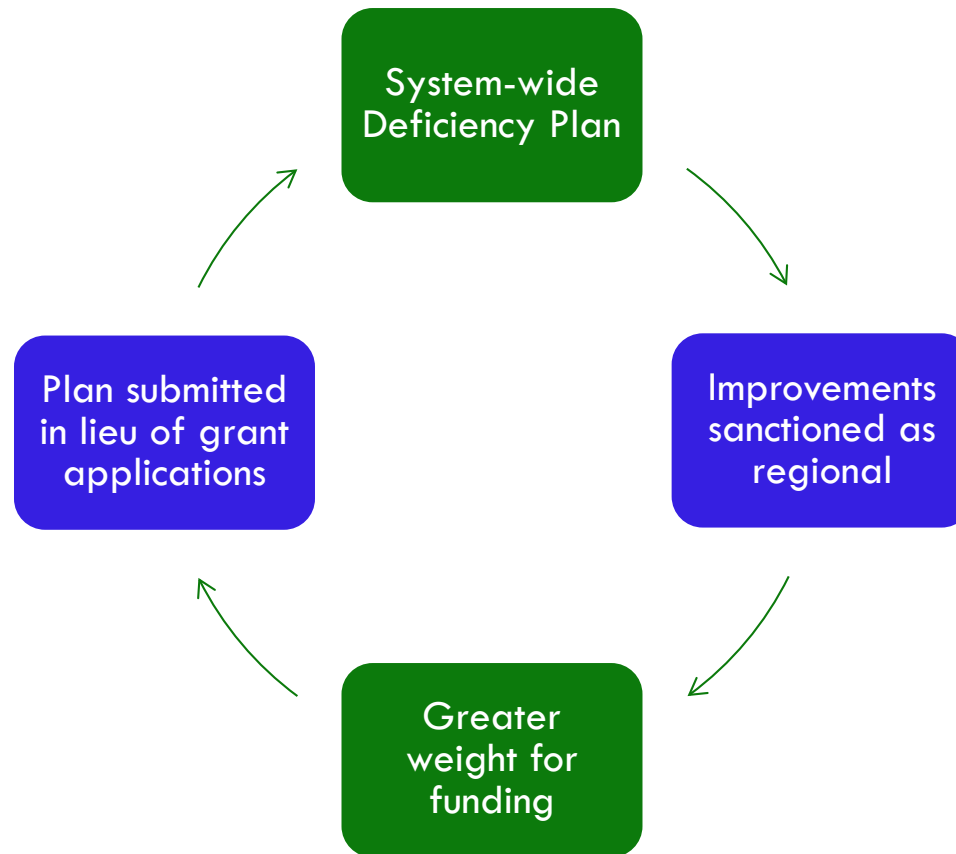 System-wide
Deficiency Plan
Plan submitted
in lieu of grant
applications
Improvements
sanctioned as
regional
Greater
weight for
funding